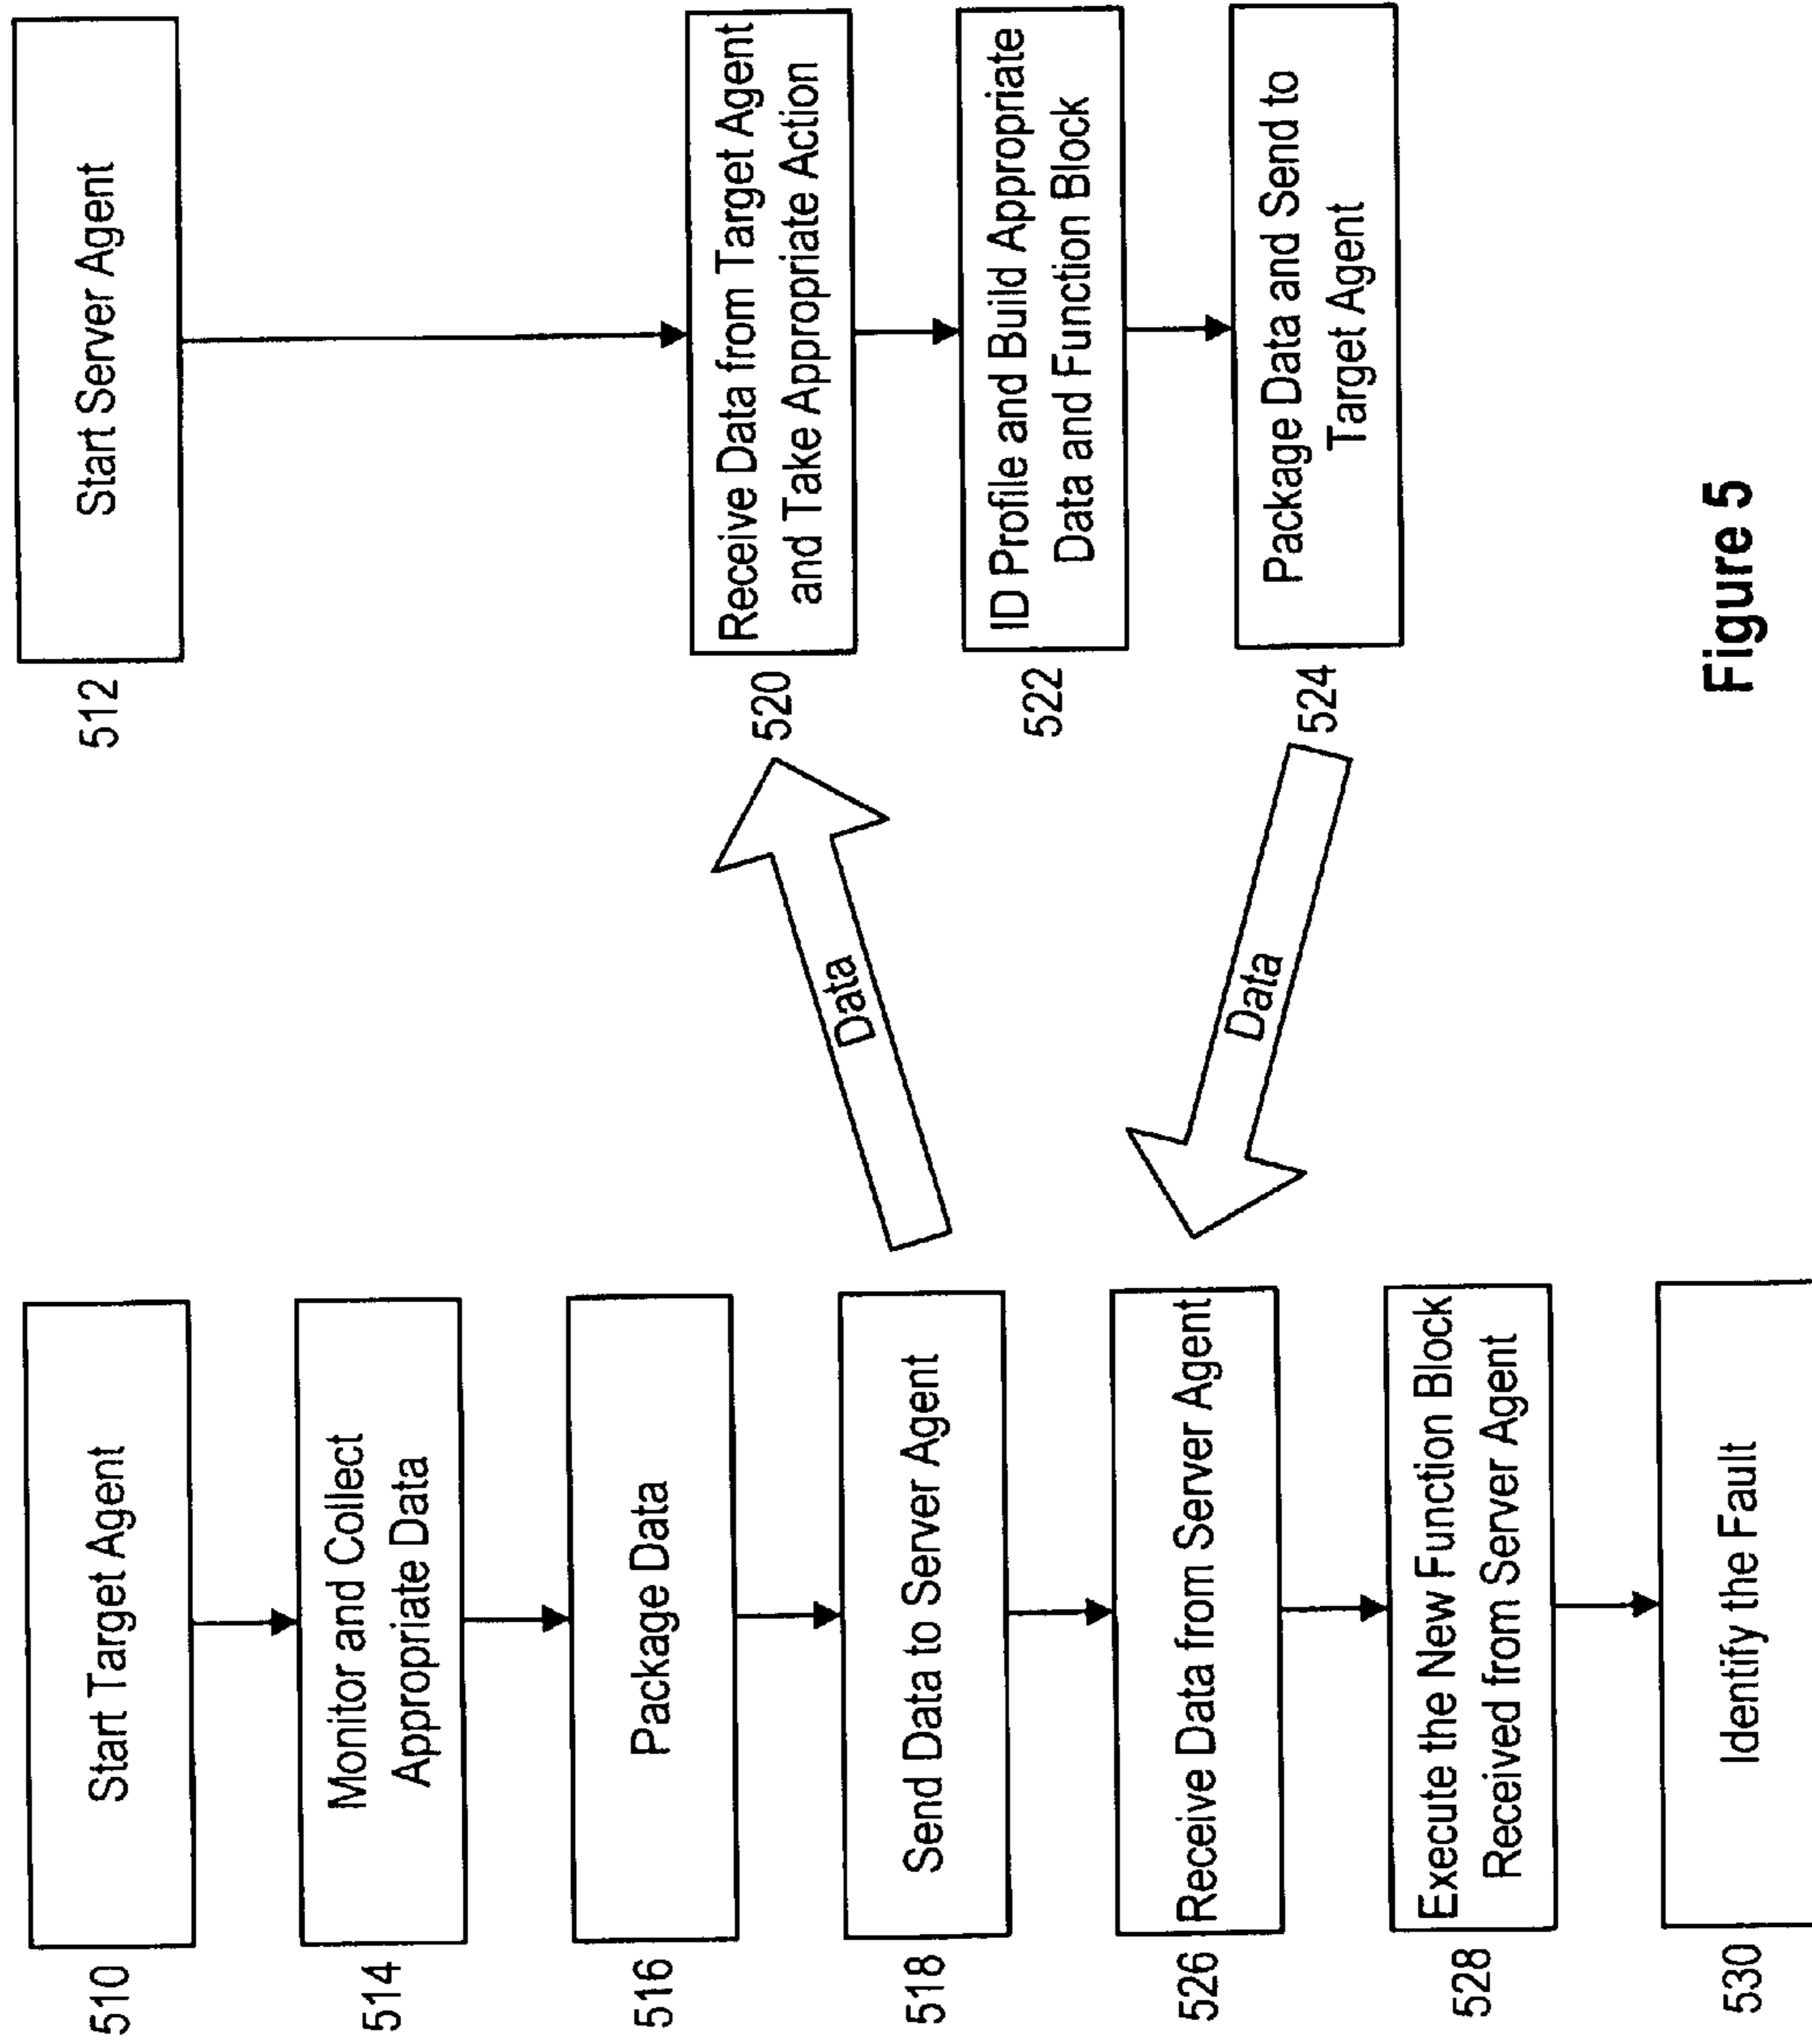 510
Start Target Agent
514
Monitor and Collect
Appropriate Data
516
Package Data
518
Send Data to Server Agent
526
Receive Data from Server Agent
528
Execute the New Function Block
Received from Server Agent
530
Identify the Fault
Data
Data
512
Start Server Agent
520
Receive Data from Target Agent
and Take Appropriate Action
522
ID Profile and Build Appropriate
Data and Function Block
524
Package Data and Send to
Target Agent
Figure 5